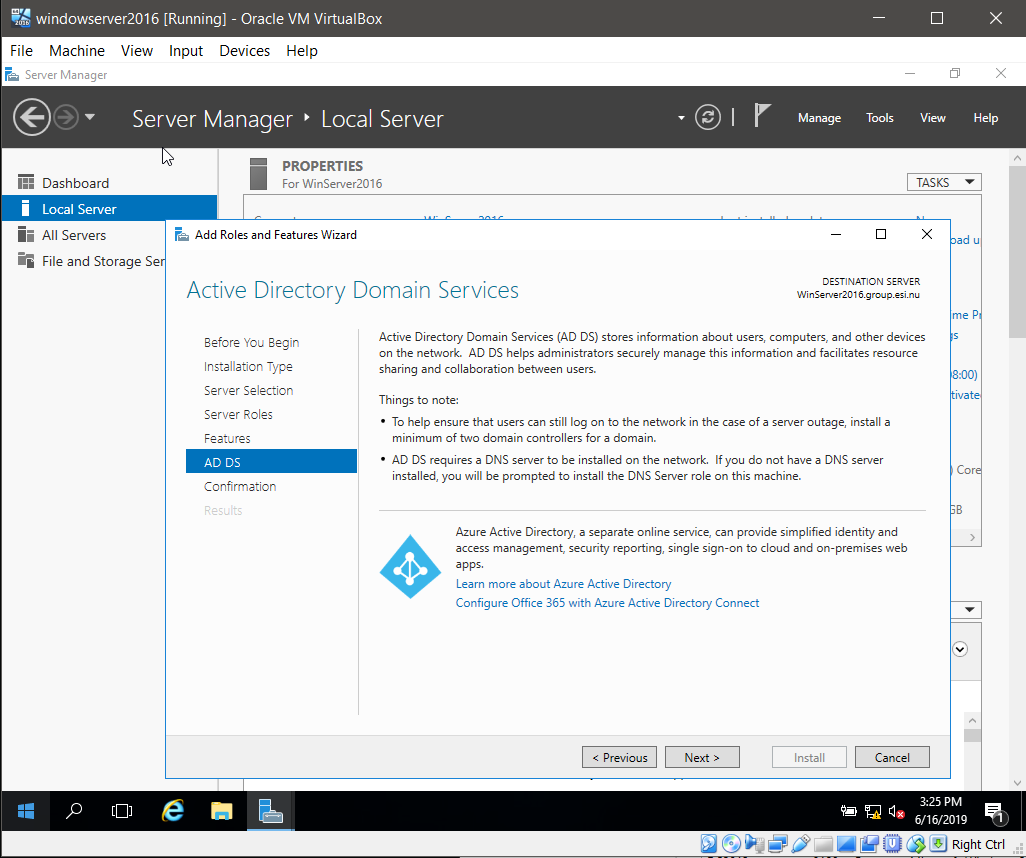 windowserver2016 [Running] - Oracle VM VirtualBox
File Machine View Input Devices Help
Server Manager
Server Manager ‣ Local Server
Manage Tools View Help
Dashboard
Local Server
All Servers
File and Storage Ser
PROPERTIES
For WinServer2016
TASKS
Add Roles and Features Wizard
Active Directory Domain Services
DESTINATION SERVER
WinServer2016.group.esi.nu
Before You Begin
Installation Type
Server Selection
Server Roles
Features
AD DS
Confirmation
Results
Active Directory Domain Services (AD DS) stores information about users, computers, and other devices
on the network. AD DS helps administrators securely manage this information and facilitates resource
sharing and collaboration between users.
Things to note:
• To help ensure that users can still log on to the network in the case of a server outage, install a
minimum of two domain controllers for a domain.
• AD DS requires a DNS server to be installed on the network. If you do not have a DNS server
installed, you will be prompted to install the DNS Server role on this machine.
Azure Active Directory, a separate online service, can provide simplified identity and
access management, security reporting, single sign-on to cloud and on-premises web
apps.
Learn more about Azure Active Directory
Configure Office 365 with Azure Active Directory Connect
< Previous Next > Install Cancel
3:25 PM
6/16/2019
1
Right Ctrl